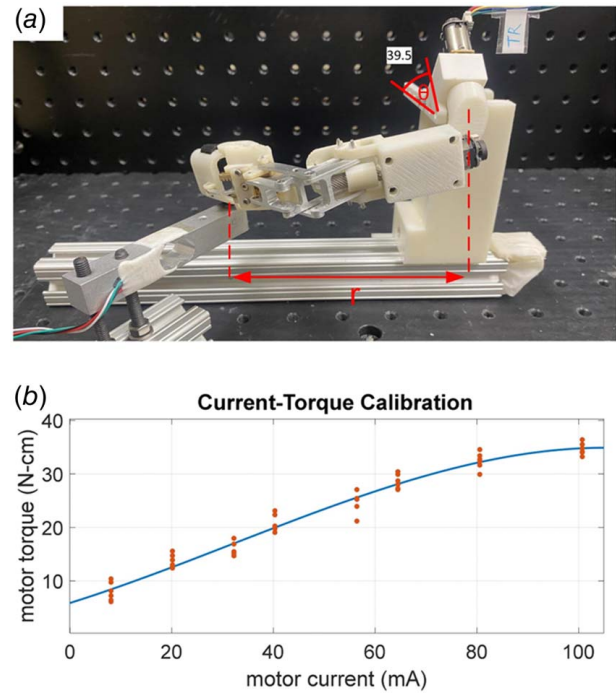 (a)
39.5
θ
TR
r
(b)
Current-Torque Calibration
motor torque (N-cm)
40
30
20
10
0
20
40
60
80
100
motor current (mA)